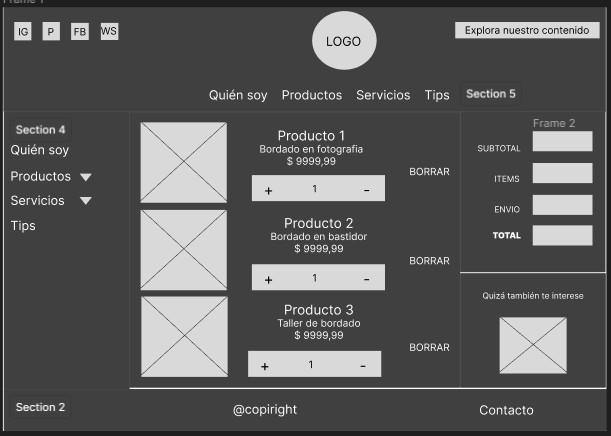 Frame 1
IG P FB WS
LOGO
Explora nuestro contenido
Quién soy Productos Servicios Tips Section 5
Section 4
Quién soy
Productos
Servicios
Tips
Producto 1
Bordado en fotografía
$ 9999,99
+ 1 -
BORRAR
Producto 2
Bordado en bastidor
$ 9999,99
+ 1 -
BORRAR
Producto 3
Taller de bordado
$ 9999,99
+ 1 -
BORRAR
Frame 2
SUBTOTAL
ITEMS
ENVIO
TOTAL
Quizá también te interese
Section 2
@copiright
Contacto